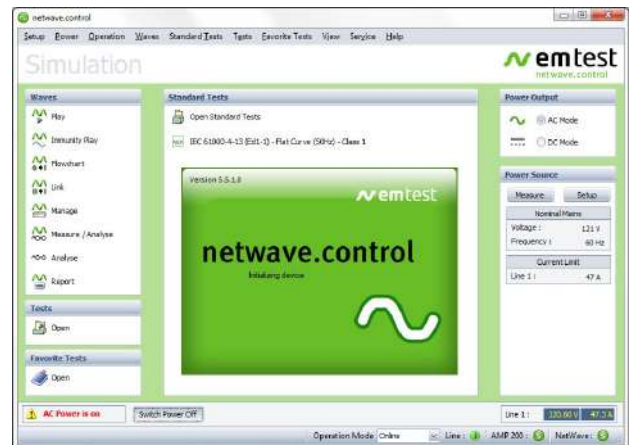 netwave.control
Setup Power Operation Waves Standard Tests Tests Favorite Tests View Service Help
Simulation
emtest
netwave.control
Waves
Play
Immunity Play
Flowchart
Link
Manage
Measure / Analyse
Analyse
Report
Tests
Open
Favorite Tests
Open
Standard Tests
Open Standard Tests
IEC 61000-4-13 (Ed1-1) - Flat Curve (50Hz) - Class 1
Version 5.5.1.0
emtest
netwave.control
Initializing device
Power Output
AC Mode
DC Mode
Power Source
Measure Setup
Nominal Mains
Voltage : 121 V
Frequency : 60 Hz
Current Limit
Line 1 : 47 A
AC Power is on
Switch Power Off
Line 1 : 120.60 V 47.3 A
Operation Mode Online Line : AMP 200 : NetWave :